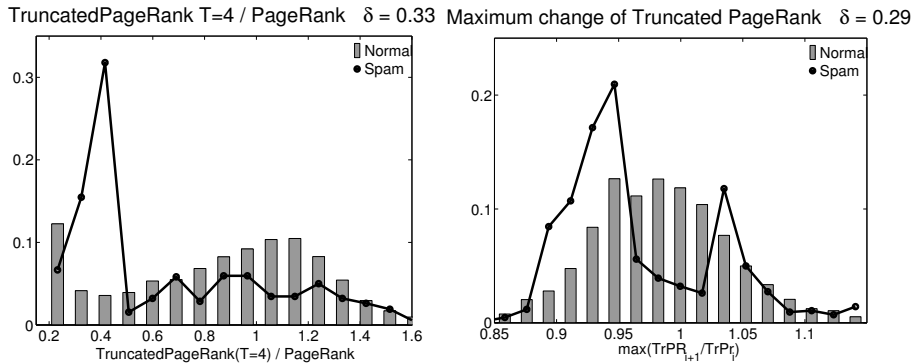 TruncatedPageRank T=4 / PageRank δ = 0.33
Normal
Spam
0.3
0.2
0.1
0
0.2 0.4 0.6 0.8 1 1.2 1.4 1.6
TruncatedPageRank(T=4) / PageRank
Maximum change of Truncated PageRank δ = 0.29
Normal
Spam
0.2
0.1
0
0.85 0.9 0.95 1 1.05 1.1
max(TrPR_{i+1}/TrPr_i)